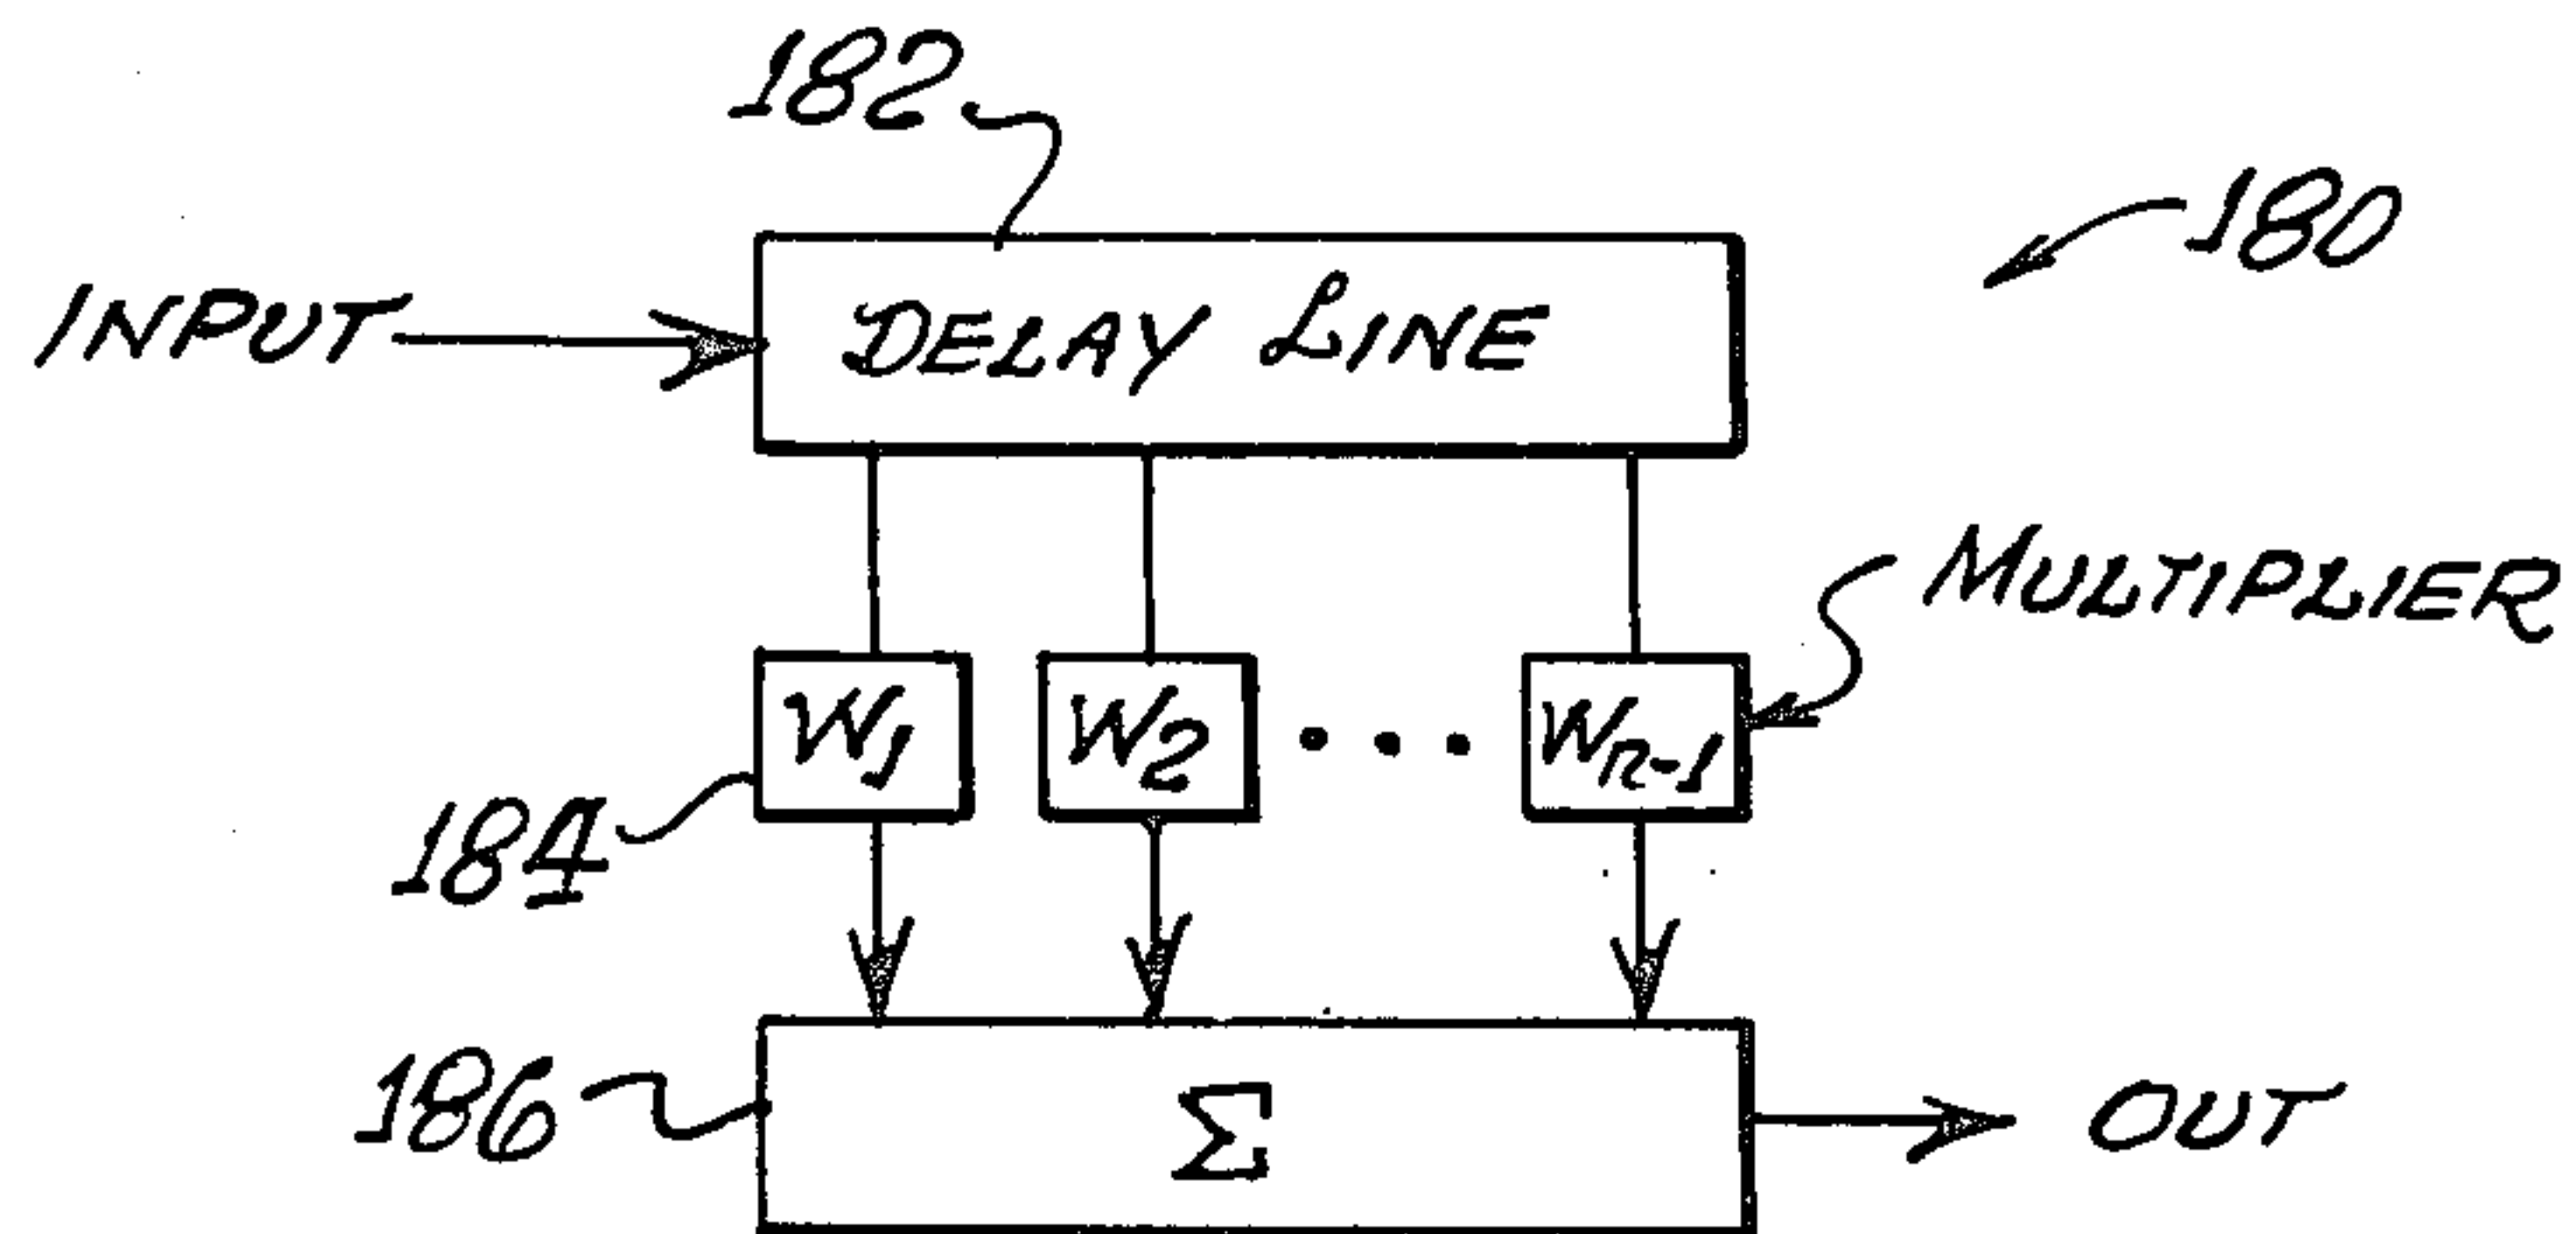 182
180
INPUT
DELAY LINE
MULTIPLIER
W1 W2 • • • Wn-1
184
186
Σ
OUT